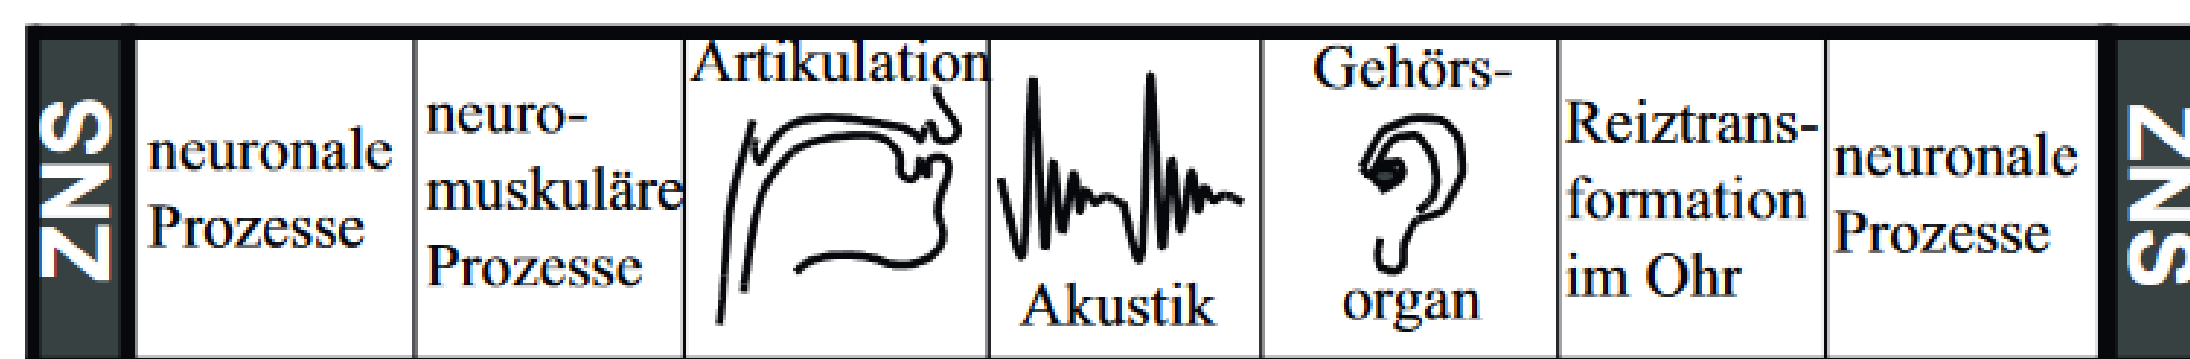 ZNS
neuronale
Prozesse
neuro-
muskuläre
Prozesse
Artikulation
Akustik
Gehörs-
organ
Reiztrans-
formation
im Ohr
neuronale
Prozesse
ZNS